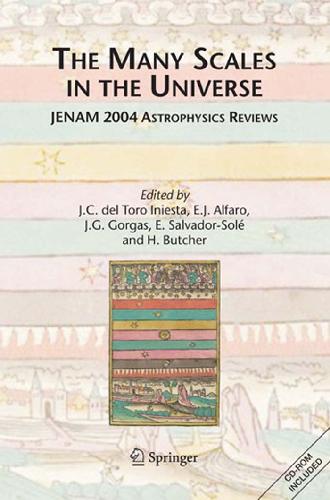 THE MANY SCALES
IN THE UNIVERSE
JENAM 2004 ASTROPHYSICS REVIEWS
Edited by
J.C. del Toro Iniesta, E.J. Alfaro,
J.G. Gorgas, E. Salvador-Solé
and H. Butcher
Springer
CD-ROM
INCLUDED